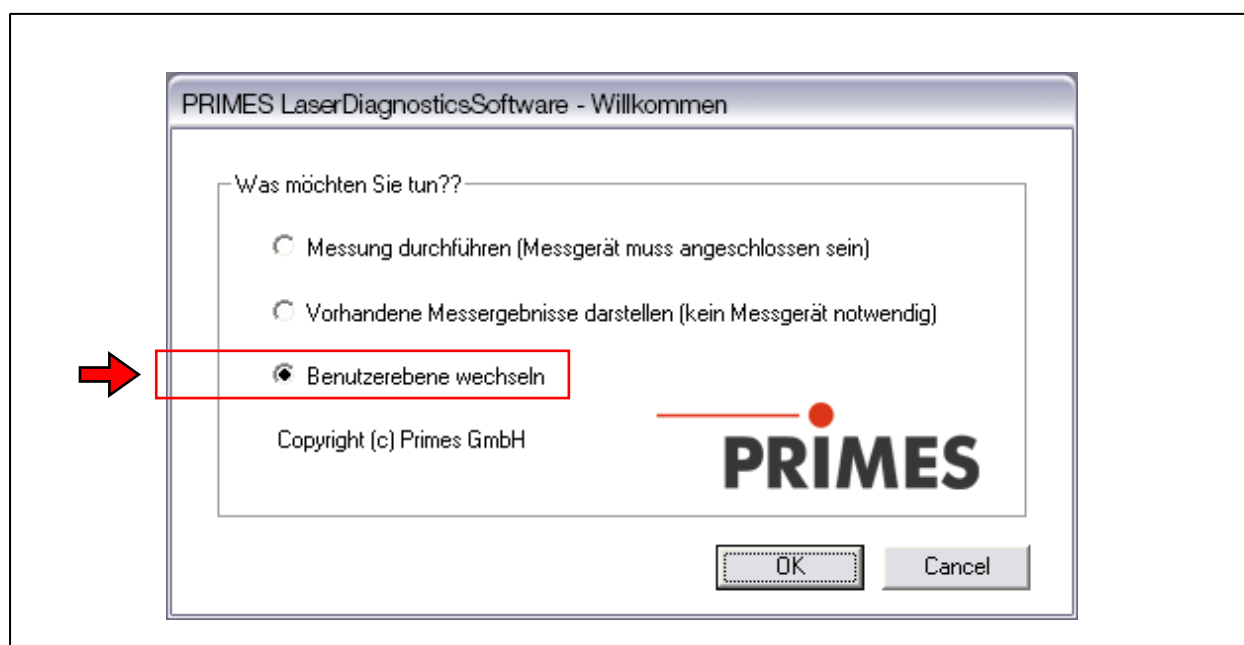 PRIMES LaserDiagnosticsSoftware - Willkommen
Was möchten Sie tun??
Messung durchführen (Messgerät muss angeschlossen sein)
Vorhandene Messergebnisse darstellen (kein Messgerät notwendig)
Benutzerebene wechseln
Copyright (c) Primes GmbH
PRIMES
OK
Cancel